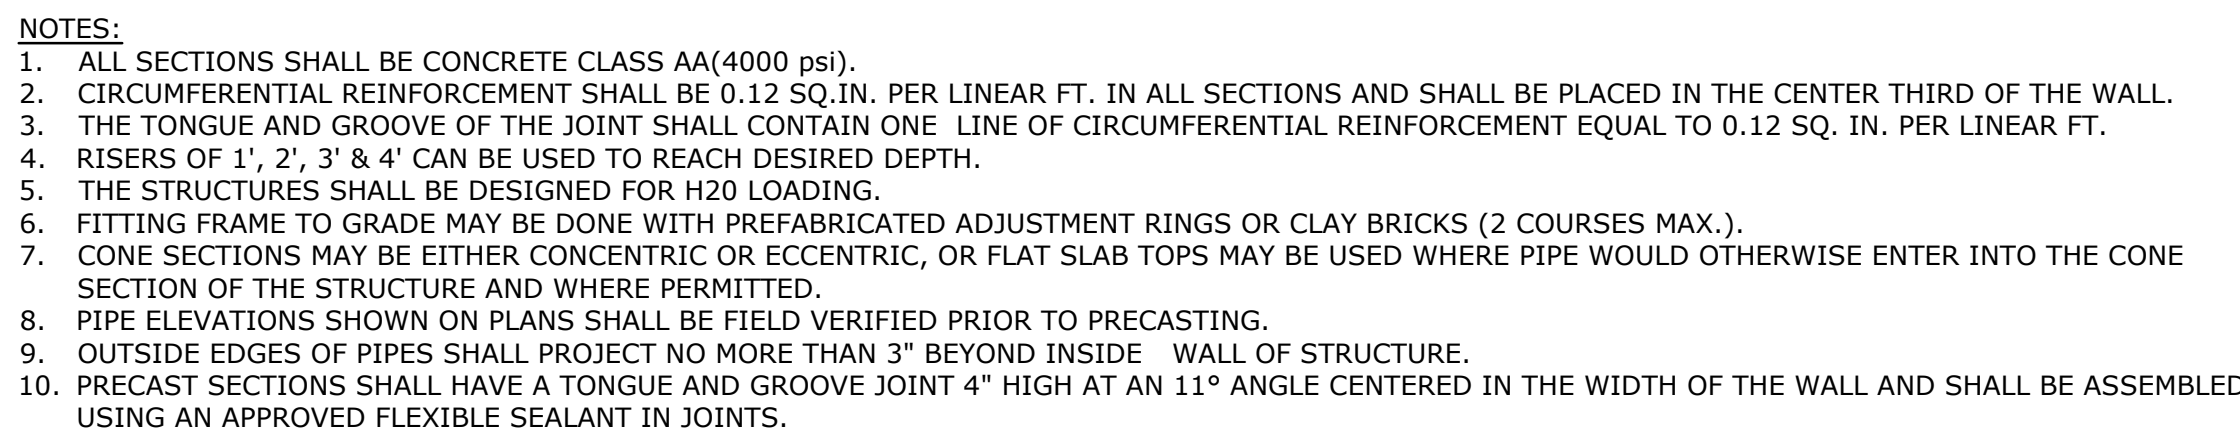 NOTES:
1. ALL SECTIONS SHALL BE CONCRETE CLASS AA(4000 psi).
2. CIRCUMFERENTIAL REINFORCEMENT SHALL BE 0.12 SQ.IN. PER LINEAR FT. IN ALL SECTIONS AND SHALL BE PLACED IN THE CENTER THIRD OF THE WALL.
3. THE TONGUE AND GROOVE OF THE JOINT SHALL CONTAIN ONE LINE OF CIRCUMFERENTIAL REINFORCEMENT EQUAL TO 0.12 SQ. IN. PER LINEAR FT.
4. RISERS OF 1', 2', 3' & 4' CAN BE USED TO REACH DESIRED DEPTH.
5. THE STRUCTURES SHALL BE DESIGNED FOR H20 LOADING.
6. FITTING FRAME TO GRADE MAY BE DONE WITH PREFABRICATED ADJUSTMENT RINGS OR CLAY BRICKS (2 COURSES MAX.).
7. CONE SECTIONS MAY BE EITHER CONCENTRIC OR ECCENTRIC, OR FLAT SLAB TOPS MAY BE USED WHERE PIPE WOULD OTHERWISE ENTER INTO THE CONE
SECTION OF THE STRUCTURE AND WHERE PERMITTED.
8. PIPE ELEVATIONS SHOWN ON PLANS SHALL BE FIELD VERIFIED PRIOR TO PRECASTING.
9. OUTSIDE EDGES OF PIPES SHALL PROJECT NO MORE THAN 3" BEYOND INSIDE WALL OF STRUCTURE.
10. PRECAST SECTIONS SHALL HAVE A TONGUE AND GROOVE JOINT 4" HIGH AT AN 11° ANGLE CENTERED IN THE WIDTH OF THE WALL AND SHALL BE ASSEMBLED
USING AN APPROVED FLEXIBLE SEALANT IN JOINTS.